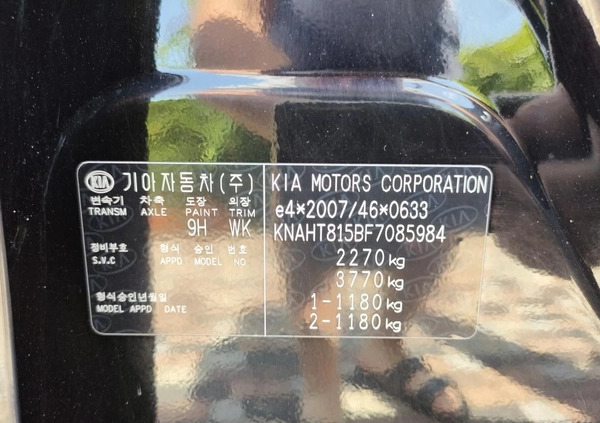 KIA 기아자동차(주)
변속기 차축 도장 외장
TRANSM AXLE PAINT TRIM
9H WK
정비부호 형식 승인 번호
S.V.C APPD MODEL NO
형식승인년월일
MODEL APPD DATE
KIA MOTORS CORPORATION
e4*2007/46*0633
KNAHT815BF7085984
2270kg
3770kg
1-1180kg
2-1180kg